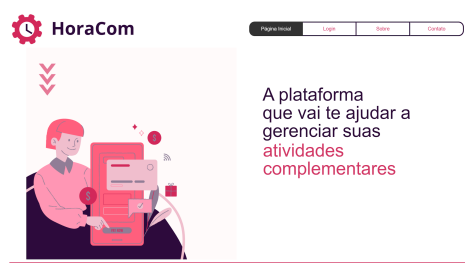 HoraCom
Página Inicial
Login
Sobre
Contato
A plataforma
que vai te ajudar a
gerenciar suas
atividades
complementares